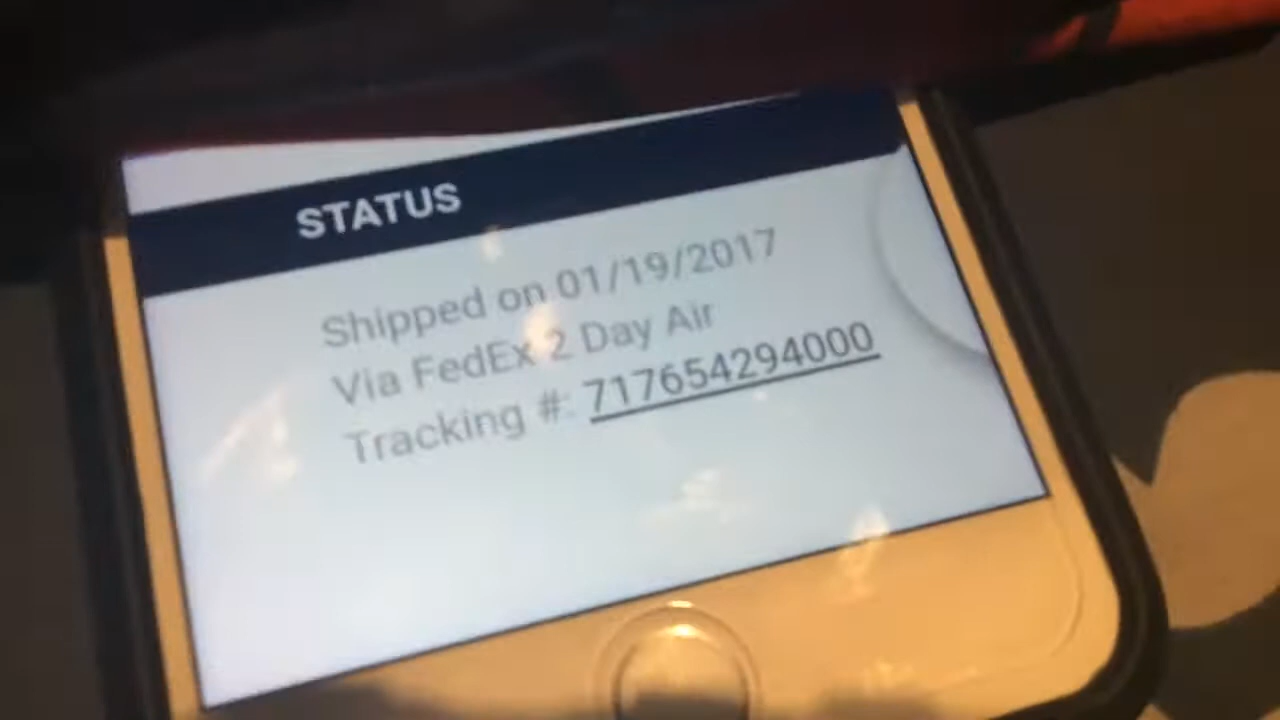 STATUS
Shipped on 01/19/2017
Via FedEx 2 Day Air
Tracking #: 717654294000